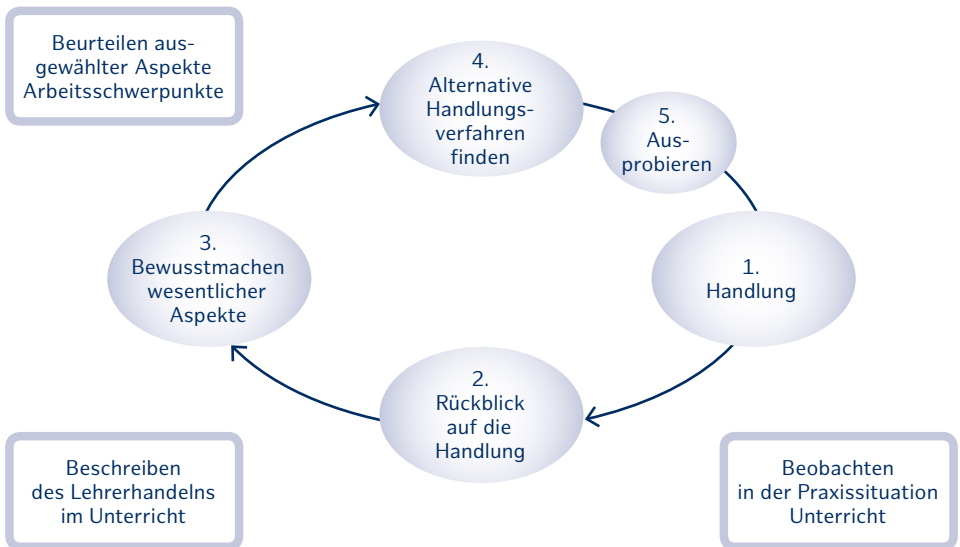 Beurteilen aus-
gewählter Aspekte
Arbeitsschwerpunkte
4.
Alternative
Handlungs-
verfahren
finden
5.
Aus-
probieren
3.
Bewusstmachen
wesentlicher
Aspekte
1.
Handlung
2.
Rückblick
auf die
Handlung
Beschreiben
des Lehrerhandelns
im Unterricht
Beobachten
in der Praxissituation
Unterricht